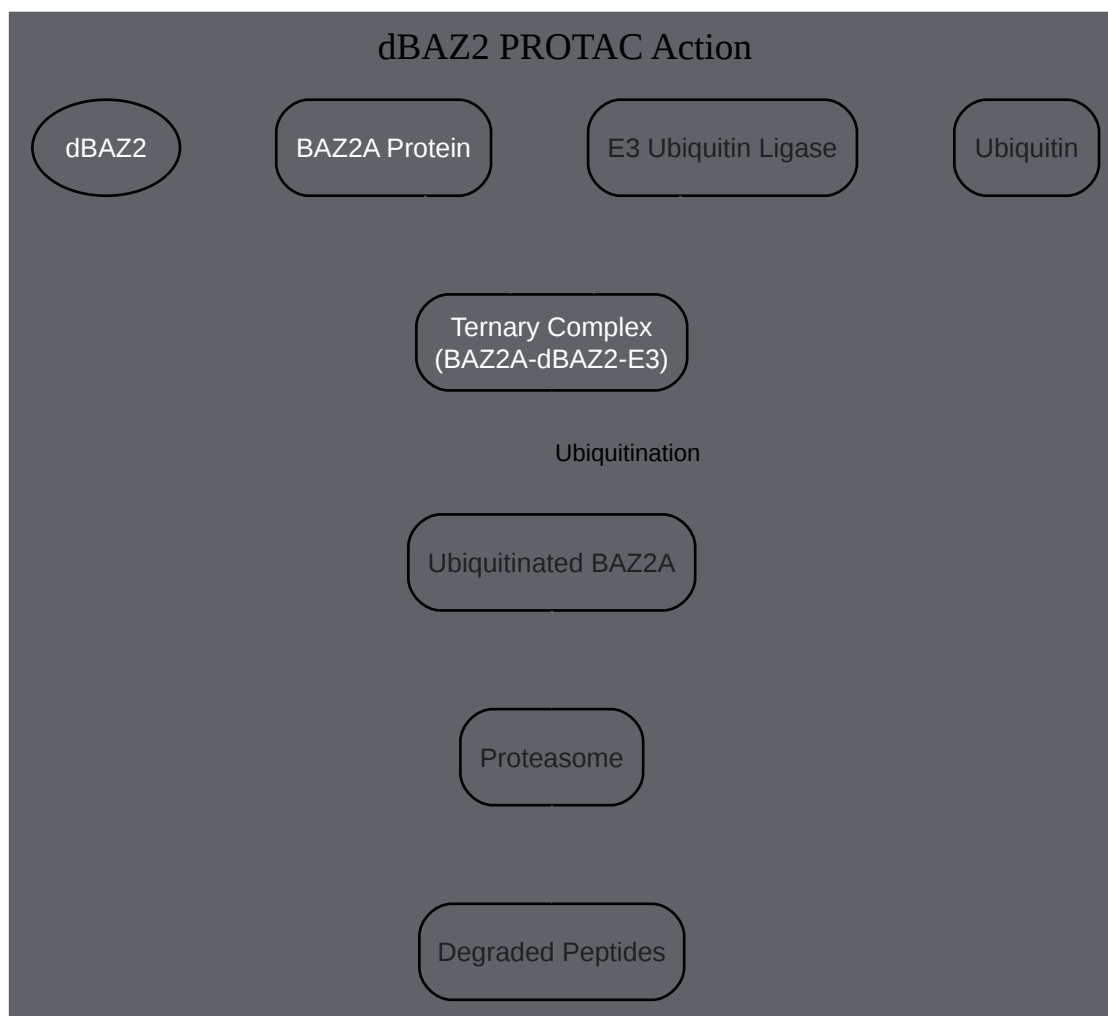 dBAZ2 PROTAC Action
dBAZ2
BAZ2A Protein
E3 Ubiquitin Ligase
Ubiquitin
Ternary Complex
(BAZ2A-dBAZ2-E3)
Ubiquitination
Ubiquitinated BAZ2A
Proteasome
Degraded Peptides